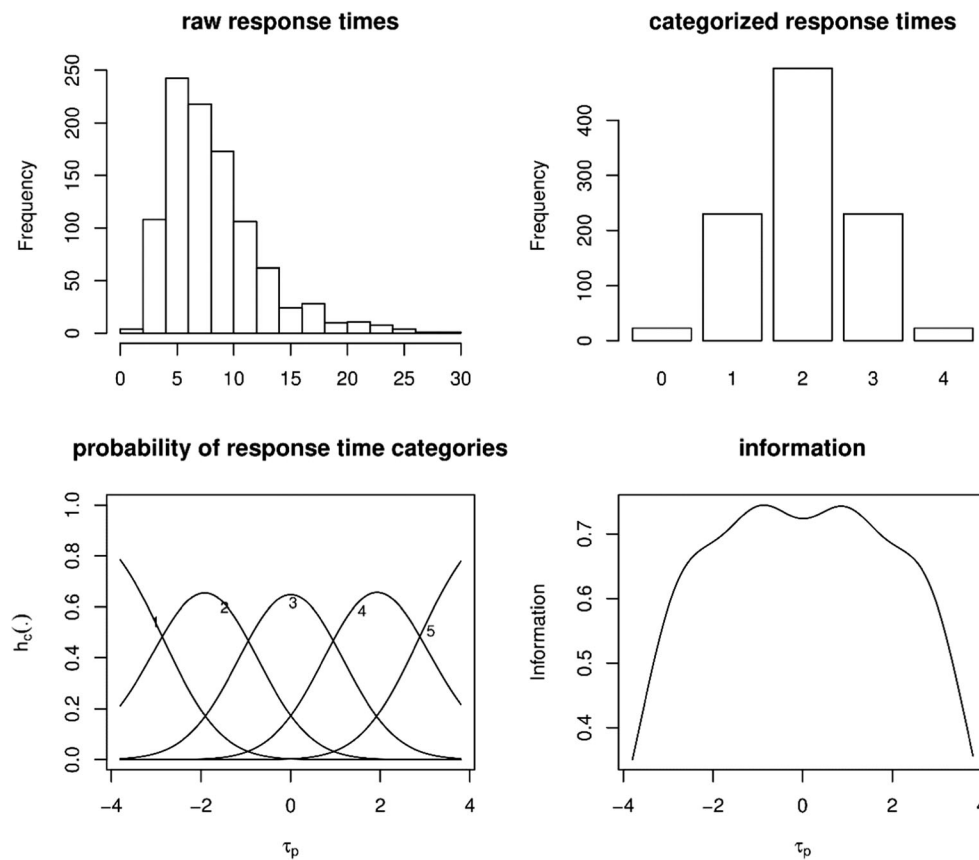 raw response times
Frequency
250
200
150
100
50
0
0 5 10 15 20 25 30
categorized response times
Frequency
400
300
200
100
0
0 1 2 3 4
probability of response time categories
h_c(.)
1.0
0.8
0.6
0.4
0.2
0.0
1 2 3 4 5
−4 −2 0 2 4
τ_p
information
Information
0.7
0.6
0.5
0.4
−4 −2 0 2 4
τ_p